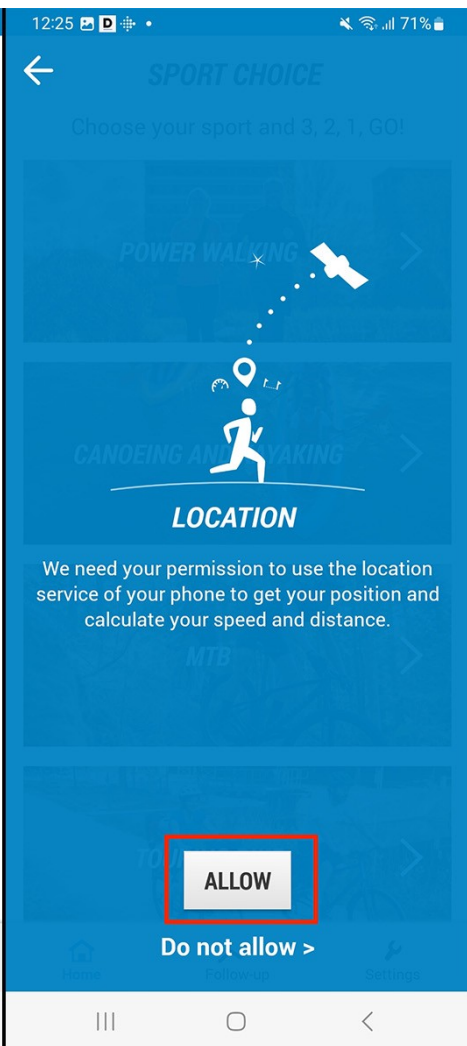 12:25 D 71%
SPORT CHOICE
Choose your sport and 3, 2, 1, GO!
POWER WALKING
CANOEING AND KAYAKING
LOCATION
We need your permission to use the location
service of your phone to get your position and
calculate your speed and distance.
MTB
ALLOW
Do not allow >
Home Follow-up Settings